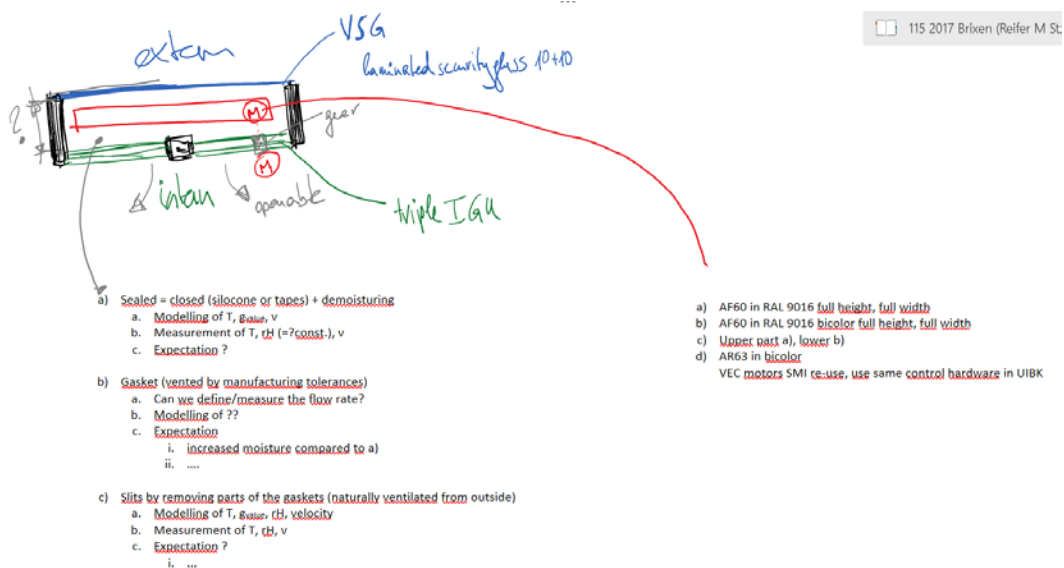 115 2017 Brixen (Reifer M St
extern
VSG
laminated security glass 10+10
?
M
gear
M
M
intern
openable
triple IGU
a) Sealed = closed (silocone or tapes) + demoisturing
a. Modelling of T, gvalue, v
b. Measurement of T, rH (=?const.), v
c. Expectation ?
b) Gasket (vented by manufacturing tolerances)
a. Can we define/measure the flow rate?
b. Modelling of ??
c. Expectation
i. increased moisture compared to a)
ii. ....
c) Slits by removing parts of the gaskets (naturally ventilated from outside)
a. Modelling of T, gvalue, rH, velocity
b. Measurement of T, rH, v
c. Expectation ?
i. ...
a) AF60 in RAL 9016 full height, full width
b) AF60 in RAL 9016 bicolor full height, full width
c) Upper part a), lower b)
d) AR63 in bicolor
VEC motors SMI re-use, use same control hardware in UIBK